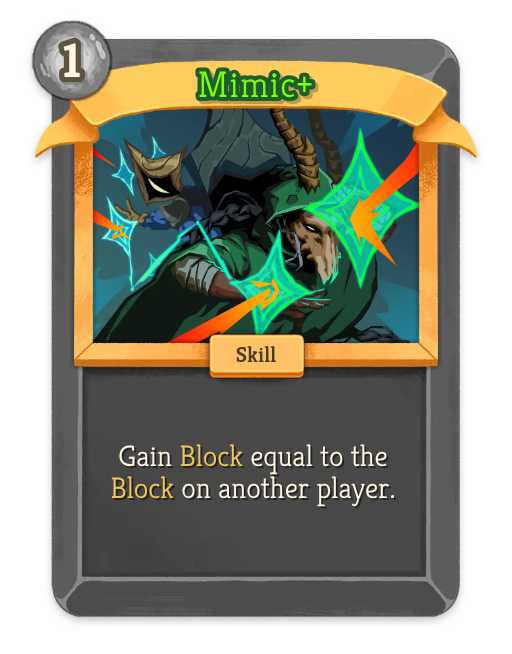 1
Mimic+
Skill
Gain Block equal to the
Block on another player.